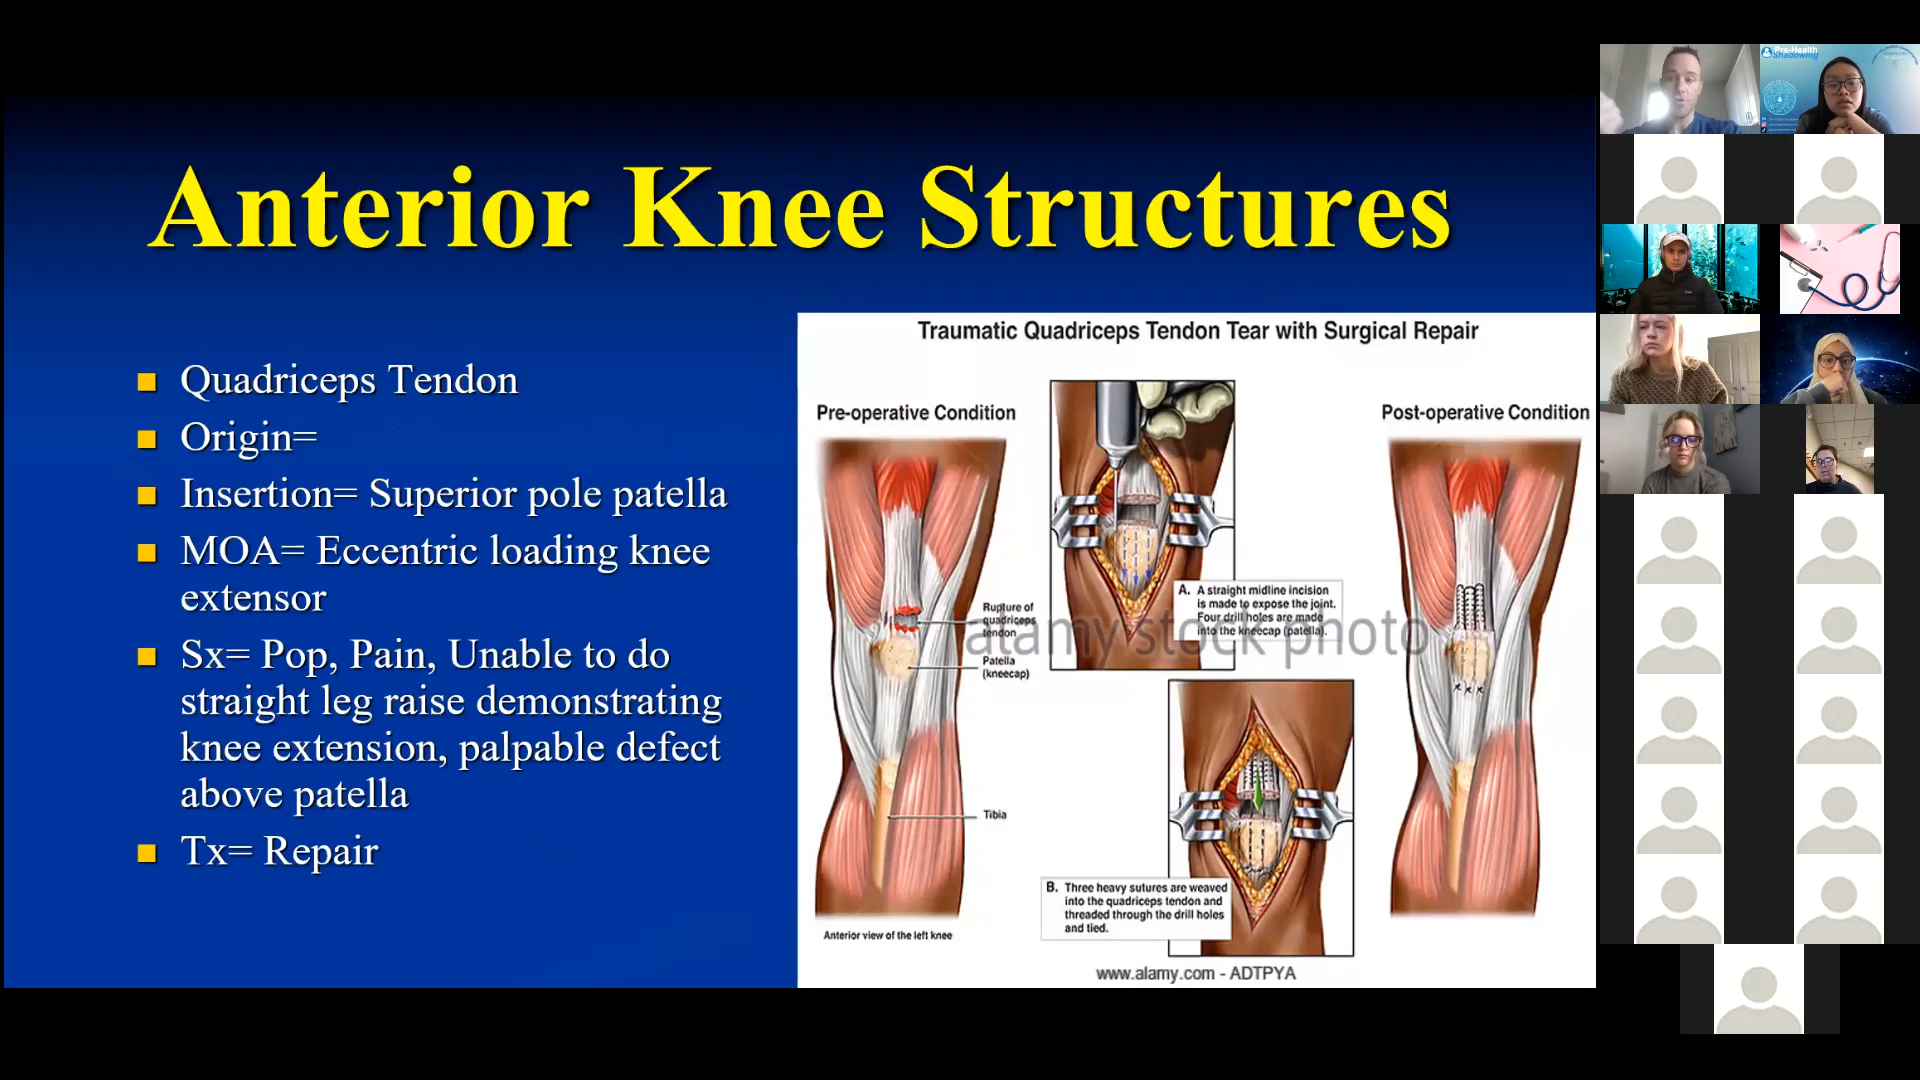 Anterior Knee Structures
Quadriceps Tendon
Origin=
Insertion= Superior pole patella
MOA= Eccentric loading knee
extensor
Sx= Pop, Pain, Unable to do
straight leg raise demonstrating
knee extension, palpable defect
above patella
Tx= Repair
Traumatic Quadriceps Tendon Tear with Surgical Repair
Pre-operative Condition
Post-operative Condition
Rupture of
quadriceps
tendon
Patella
(kneecap)
Tibia
Anterior view of the left knee
A. A straight midline incision
is made to expose the joint.
Four drill holes are made
into the kneecap (patella).
alamy stock photo
B. Three heavy sutures are weaved
into the quadriceps tendon and
threaded through the drill holes
and tied.
www.alamy.com - ADTPYA
Pre-Health
Shadowing